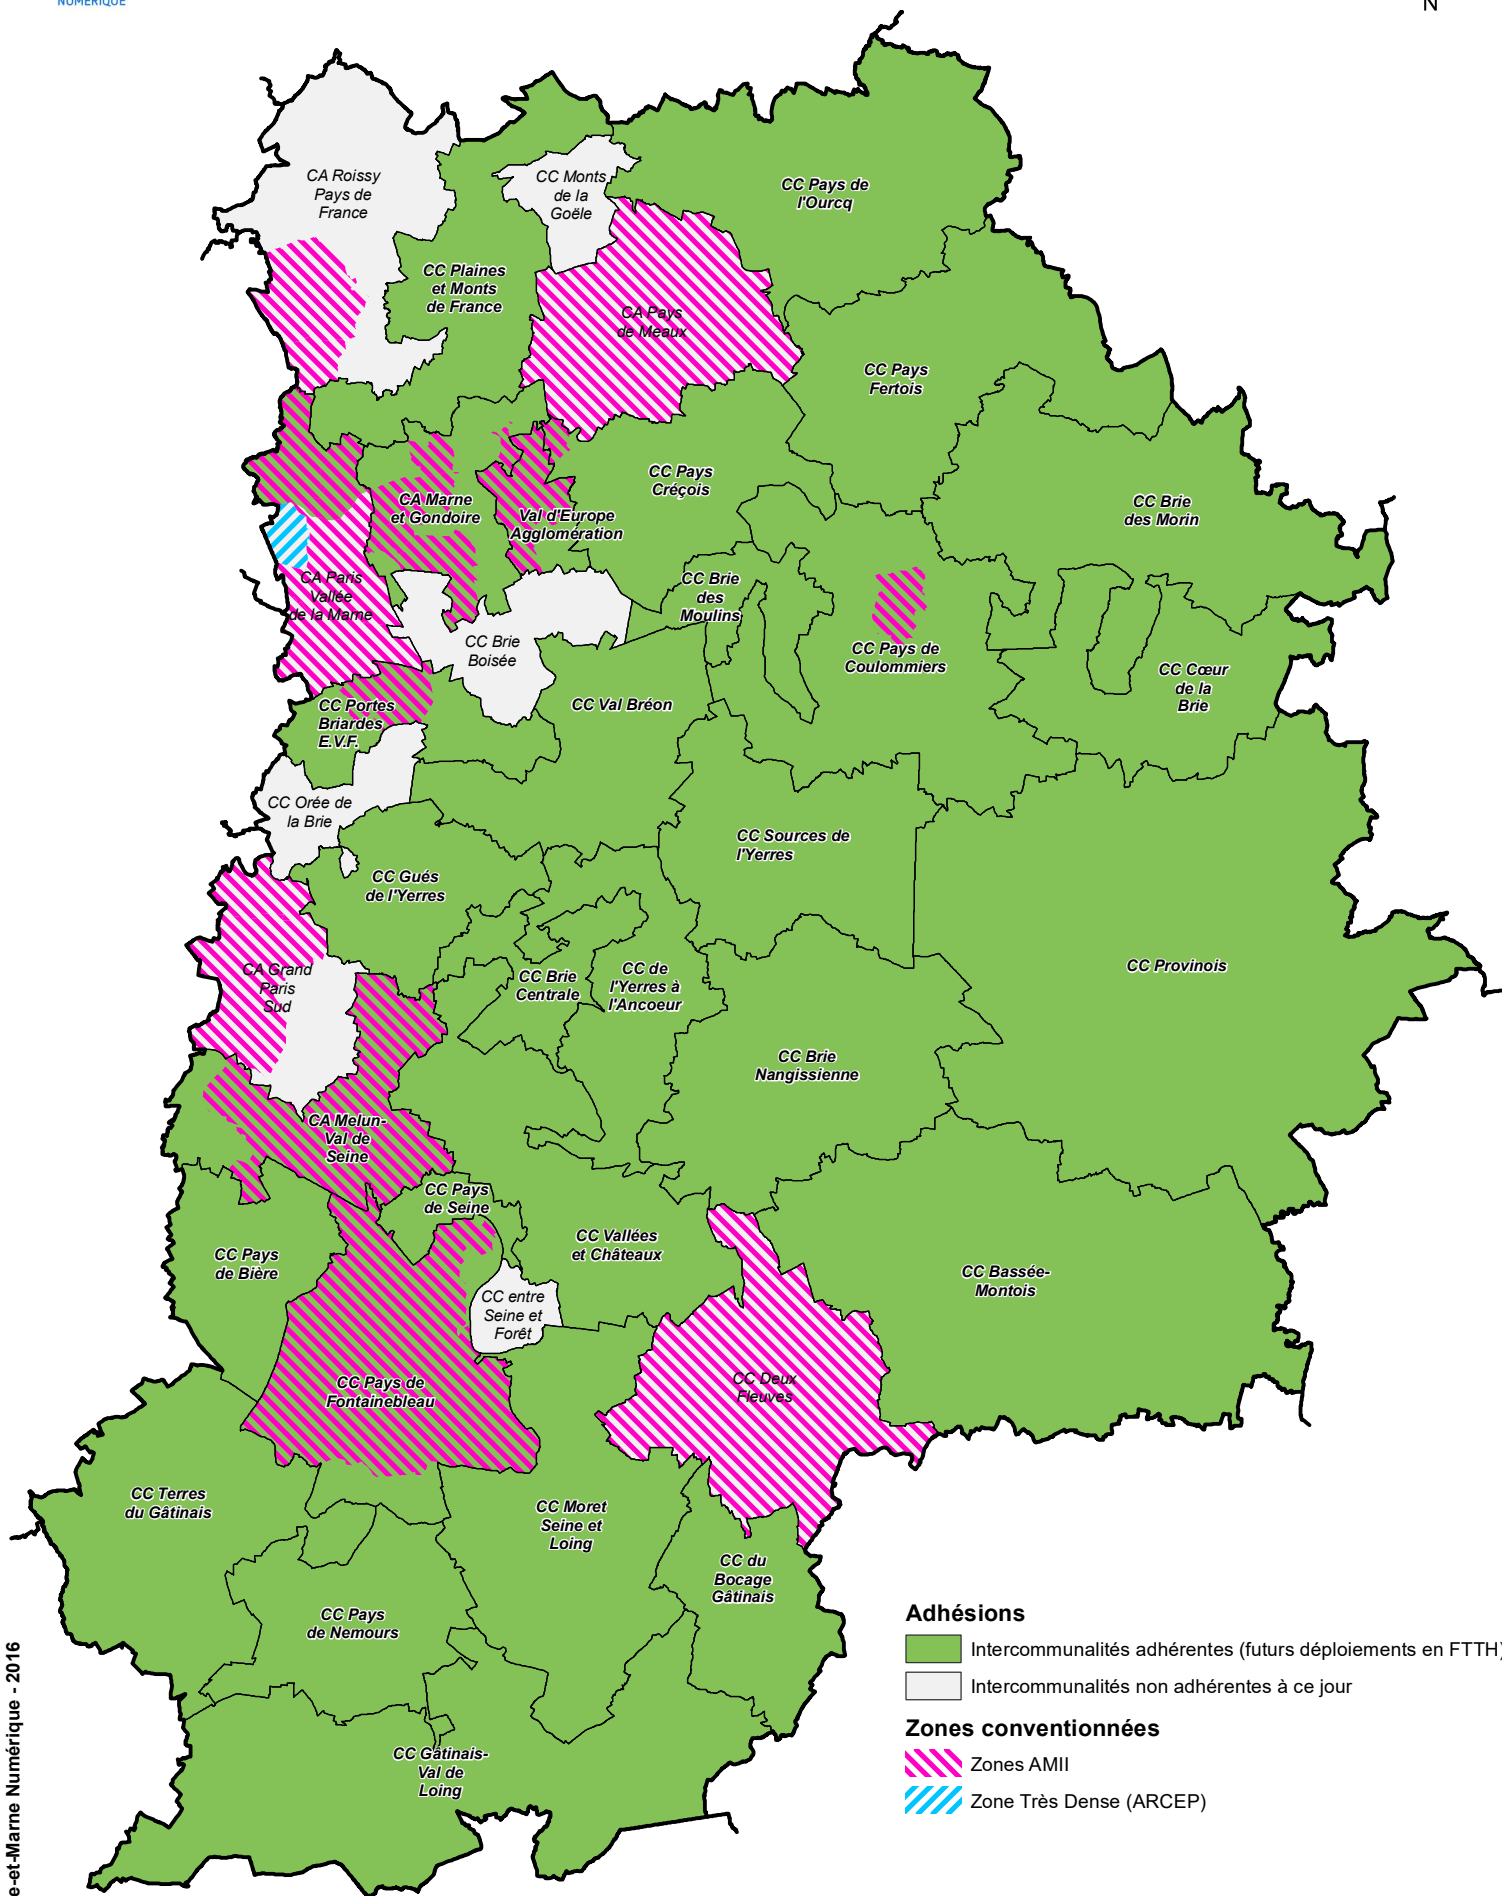 NUMÉRIQUE
N
CA Roissy
Pays de
France
CC Monts
de la
Goële
CC Pays de
l'Ourcq
CC Plaines
et Monts
de France
CA Pays
de Meaux
CC Pays
Fertois
CC Pays
Créçois
CA Marne
et Gondoire
Val d'Europe
Agglomération
CC Brie
des Morin
CA Paris
Vallée
de la Marne
CC Brie
des
Moulins
CC Brie
Boisée
CC Pays de
Coulommiers
CC Cœur
de la
Brie
CC Portes
Briardes
E.V.F.
CC Val Bréon
CC Orée de
la Brie
CC Sources de
l'Yerres
CC Gués
de l'Yerres
CA Grand
Paris
Sud
CC Brie
Centrale
CC de
l'Yerres à
l'Ancoeur
CC Provinois
CC Brie
Nangissienne
CA Melun-
Val de
Seine
CC Pays
de Seine
CC Pays
de Bière
CC Vallées
et Châteaux
CC Bassée-
Montois
CC entre
Seine et
Forêt
CC Pays de
Fontainebleau
CC Deux
Fleuves
CC Terres
du Gâtinais
CC Moret
Seine et
Loing
CC du
Bocage
Gâtinais
CC Pays
de Nemours
CC Gâtinais-
Val de
Loing
Adhésions
Intercommunalités adhérentes (futurs déploiements en FTTH)
Intercommunalités non adhérentes à ce jour
Zones conventionnées
Zones AMII
Zone Très Dense (ARCEP)
e-et-Marne Numérique - 2016